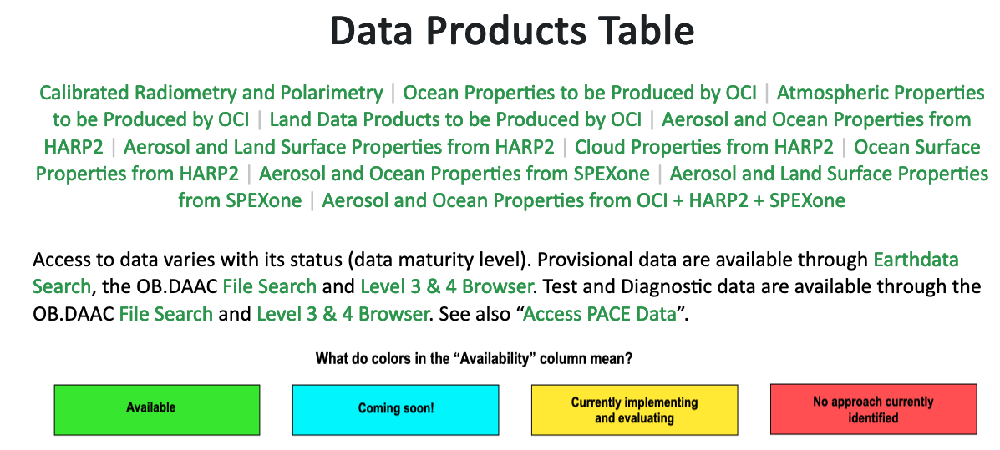 Data Products Table
Calibrated Radiometry and Polarimetry | Ocean Properties to be Produced by OCI | Atmospheric Properties
to be Produced by OCI | Land Data Products to be Produced by OCI | Aerosol and Ocean Properties from
HARP2 | Aerosol and Land Surface Properties from HARP2 | Cloud Properties from HARP2 | Ocean Surface
Properties from HARP2 | Aerosol and Ocean Properties from SPEXone | Aerosol and Land Surface Properties
from SPEXone | Aerosol and Ocean Properties from OCI + HARP2 + SPEXone
Access to data varies with its status (data maturity level). Provisional data are available through Earthdata
Search, the OB.DAAC File Search and Level 3 & 4 Browser. Test and Diagnostic data are available through the
OB.DAAC File Search and Level 3 & 4 Browser. See also “Access PACE Data”.
What do colors in the “Availability” column mean?
Available
Coming soon!
Currently implementing
and evaluating
No approach currently
identified